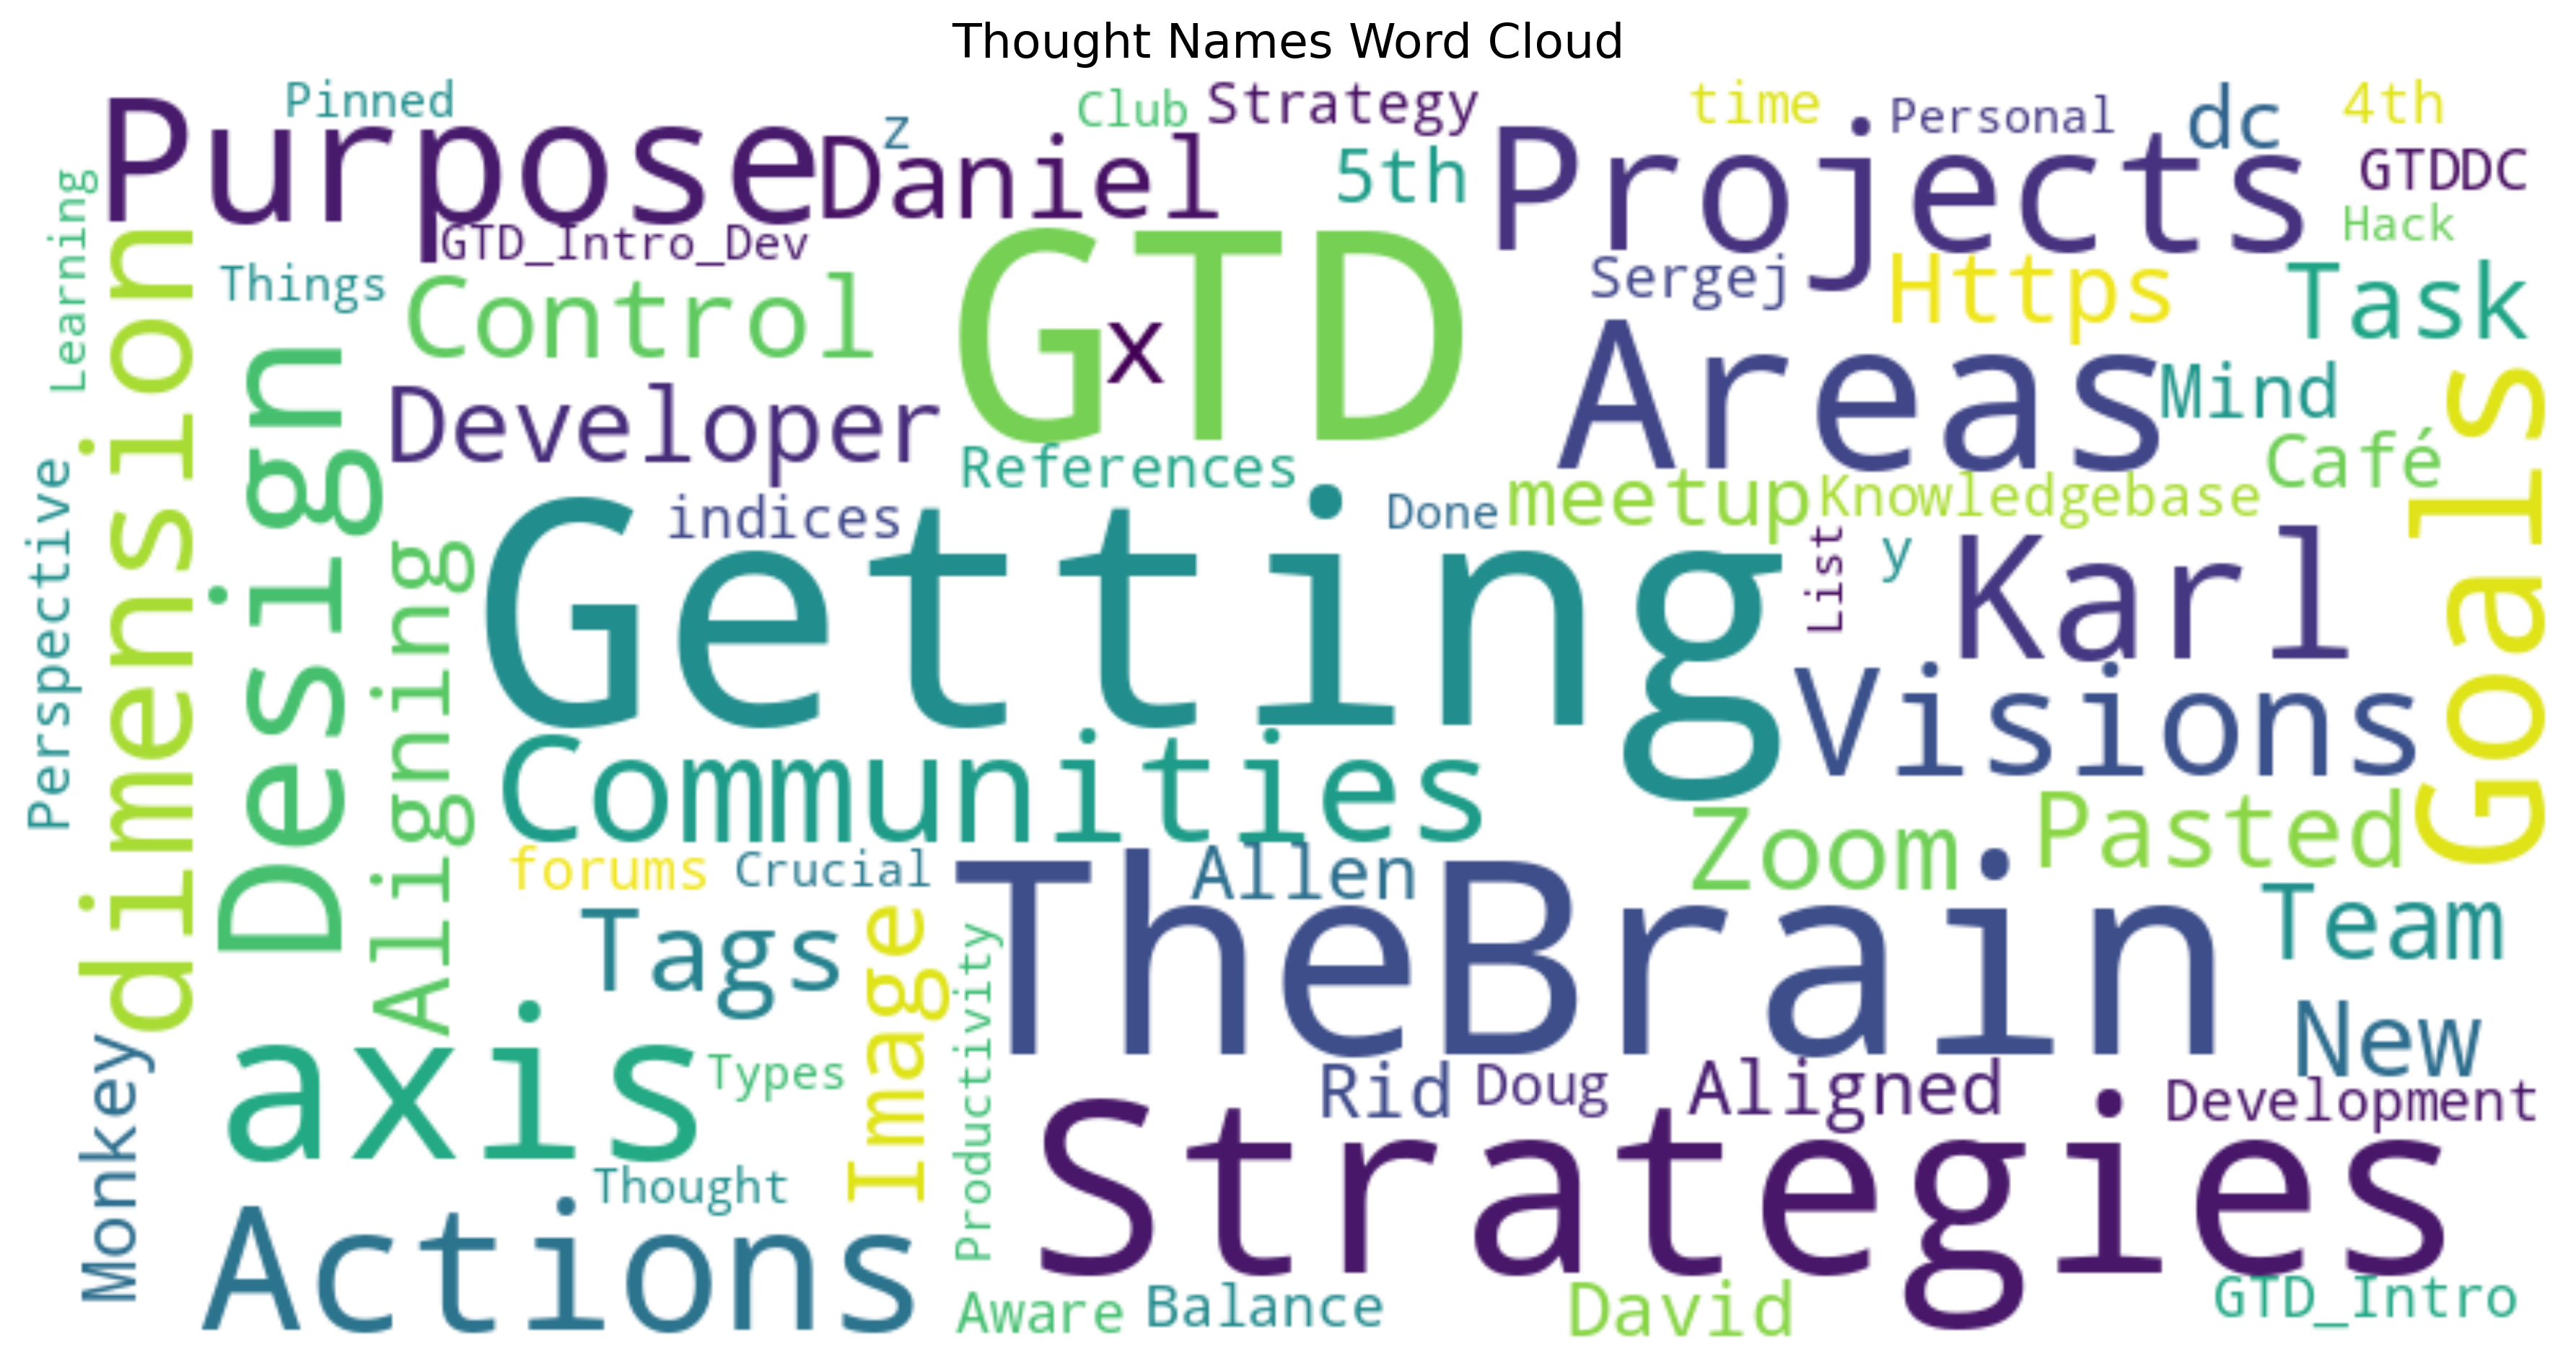 Thought Names Word Cloud
Pinned
Purpose
z
Daniel
Club
Strategy
5th
time
Personal
Projects
dc
4th
GTDDC
Hack
Learning
dimension
GTD_Intro_Dev
Things
Control
GTD
x
Sergej
Https
Task
Design
Developer
References
Areas
Mind
Café
Goals
Perspective
indices
Done
meetup
Knowledgebase
Aligning
Getting
List
y
Karl
Visions
Communities
Zoom
Pasted
forums
Crucial
Allen
TheBrain
Team
Tags
Image
Productivity
New
Monkey
axis
Types
Rid
Doug
Aligned
Development
Thought
Strategies
Actions
Aware
Balance
David
GTD_Intro